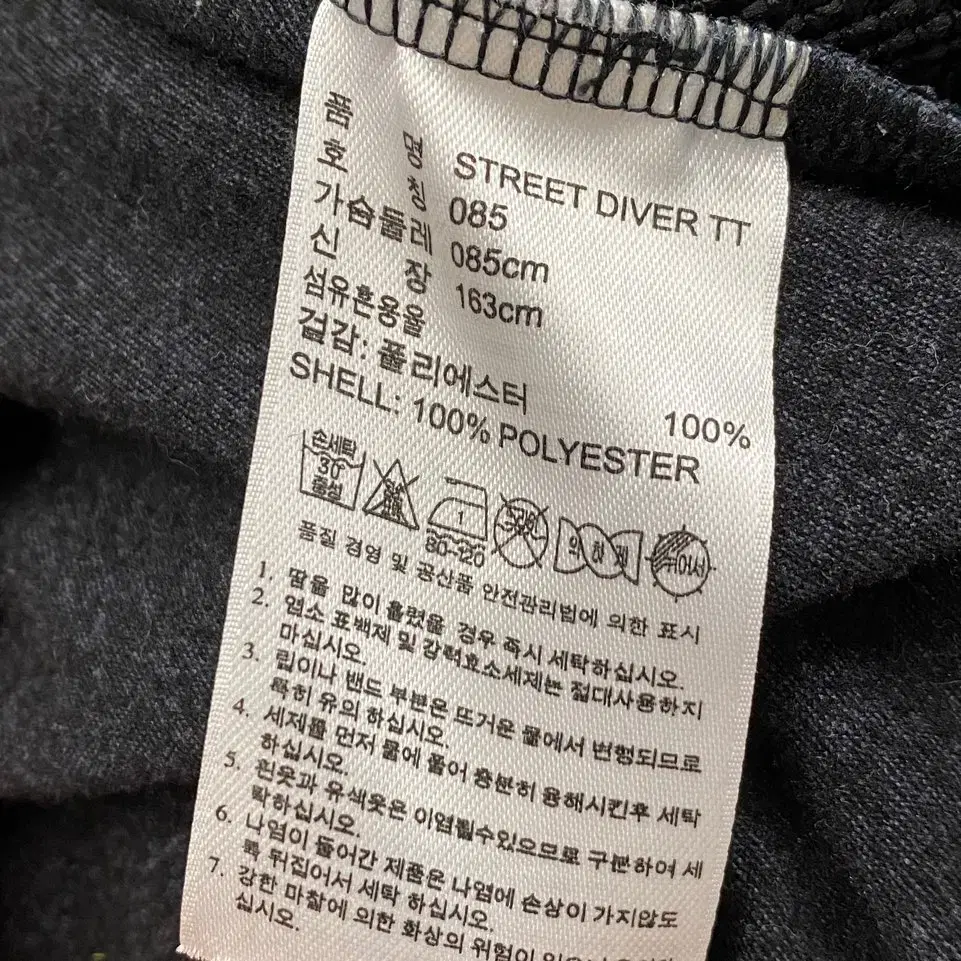 품 명 STREET DIVER TT
호 칭 085
가슴둘레 085cm
신 장 163cm
섬유혼용율
겉감: 폴리에스터 100%
SHELL: 100% POLYESTER
손세탁
30°
중성
1
80~120
드라이
의 형 제
뉘어서
품질 경영 및 공산품 안전관리법에 의한 표시
1. 땀을 많이 흘렸을 경우 즉시 세탁하십시오.
2. 염소 표백제 및 강력효소세제는 절대사용하지
마십시오.
3. 립이나 밴드 부분은 뜨거운 물에서 변형되므로
특히 유의 하십시오.
4. 세제를 먼저 물에 풀어 충분히 용해시킨후 세탁
하십시오.
5. 흰옷과 유색옷은 이염될수있으므로 구분하여 세
탁하십시오.
6. 나염이 들어간 제품은 나염에 손상이 가지않도
록 뒤집어서 세탁 하십시오.
7. 강한 마찰에 의한 화상의 위험이
십시오.